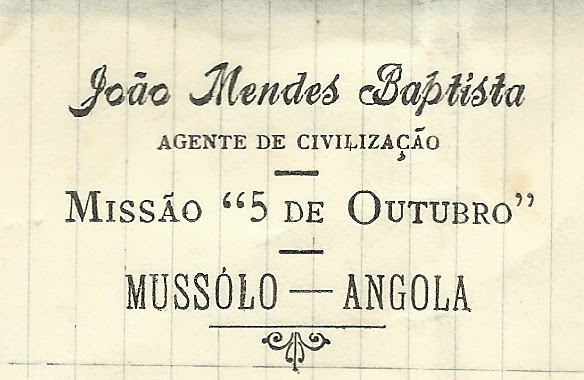 João Mendes Baptista
AGENTE DE CIVILIZAÇÃO
MISSÃO “5 DE OUTUBRO”
MUSSÓLO — ANGOLA